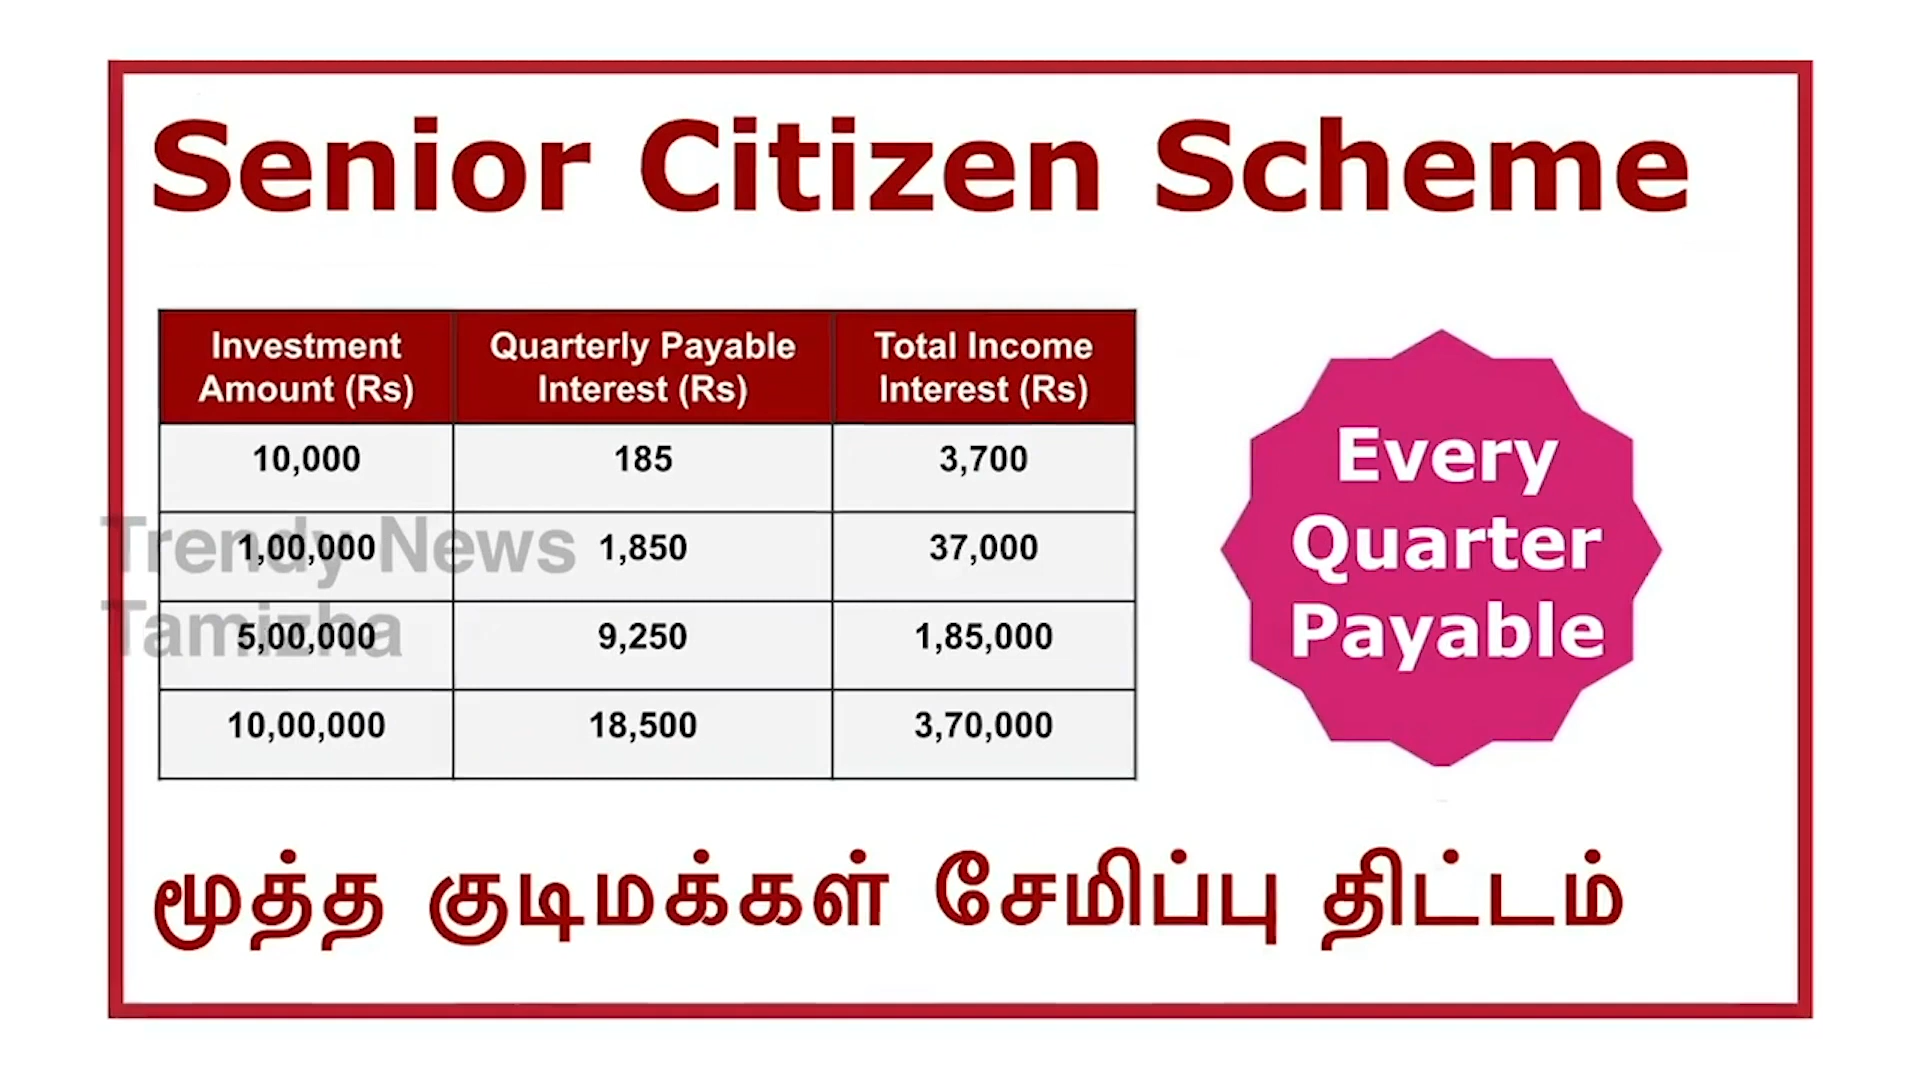 Senior Citizen Scheme
Investment Amount (Rs) Quarterly Payable Interest (Rs) Total Income Interest (Rs)
10,000 185 3,700
1,00,000 1,850 37,000
5,00,000 9,250 1,85,000
10,00,000 18,500 3,70,000
Trendy News
Tamizha
Every
Quarter
Payable
மூத்த குடிமக்கள் சேமிப்பு திட்டம்